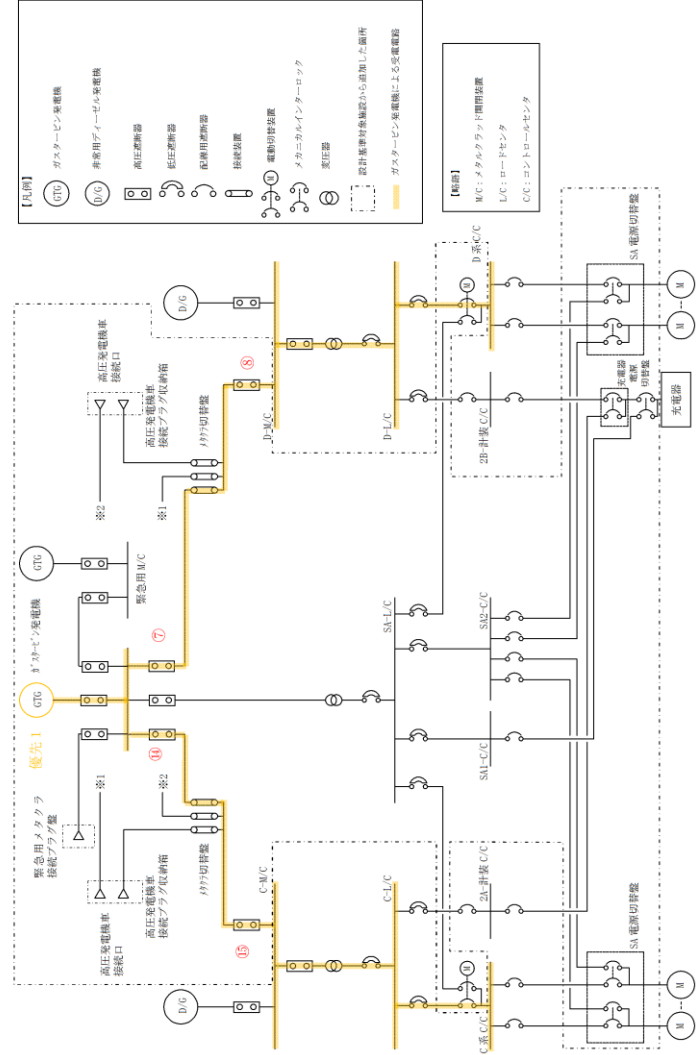 【凡例】
GTG
ガスタービン発電機
D/G
非常用ディーゼル発電機
高圧遮断器
低圧遮断器
配線用遮断器
接続装置
M
電動切替装置
メカニカルインターロック
変圧器
設計基準対象施設から追加した箇所
ガスタービン発電機による受電電路
【略語】
M/C：メタルクラッド開閉装置
L/C：ロードセンタ
C/C：コントロールセンタ
優先1
GTG
ガスタービン発電機
GTG
緊急用M/C
緊急用メタクラ
接続プラグ盤
高圧発電機車
接続口
高圧発電機車
接続プラグ収納箱
※1
※2
メタクラ切替盤
⑭
⑮
⑦
⑧
高圧発電機車
接続口
高圧発電機車
接続プラグ収納箱
※2
※1
メタクラ切替盤
D/G
D/G
C-M/C
D-M/C
C-L/C
SA-L/C
D-L/C
M
M
C系C/C
2A-計装C/C
SA1-C/C
SA2-C/C
2B-計装C/C
D系C/C
SA電源切替盤
充電器
電源
切替盤
SA電源切替盤
M
M
充電器
M
M